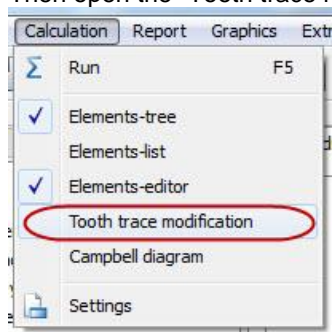 Then open the "Tooth trace
Calculation Report Graphics
Run F5
Elements-tree
Elements-list
Elements-editor
Tooth trace modification
Campbell diagram
Settings